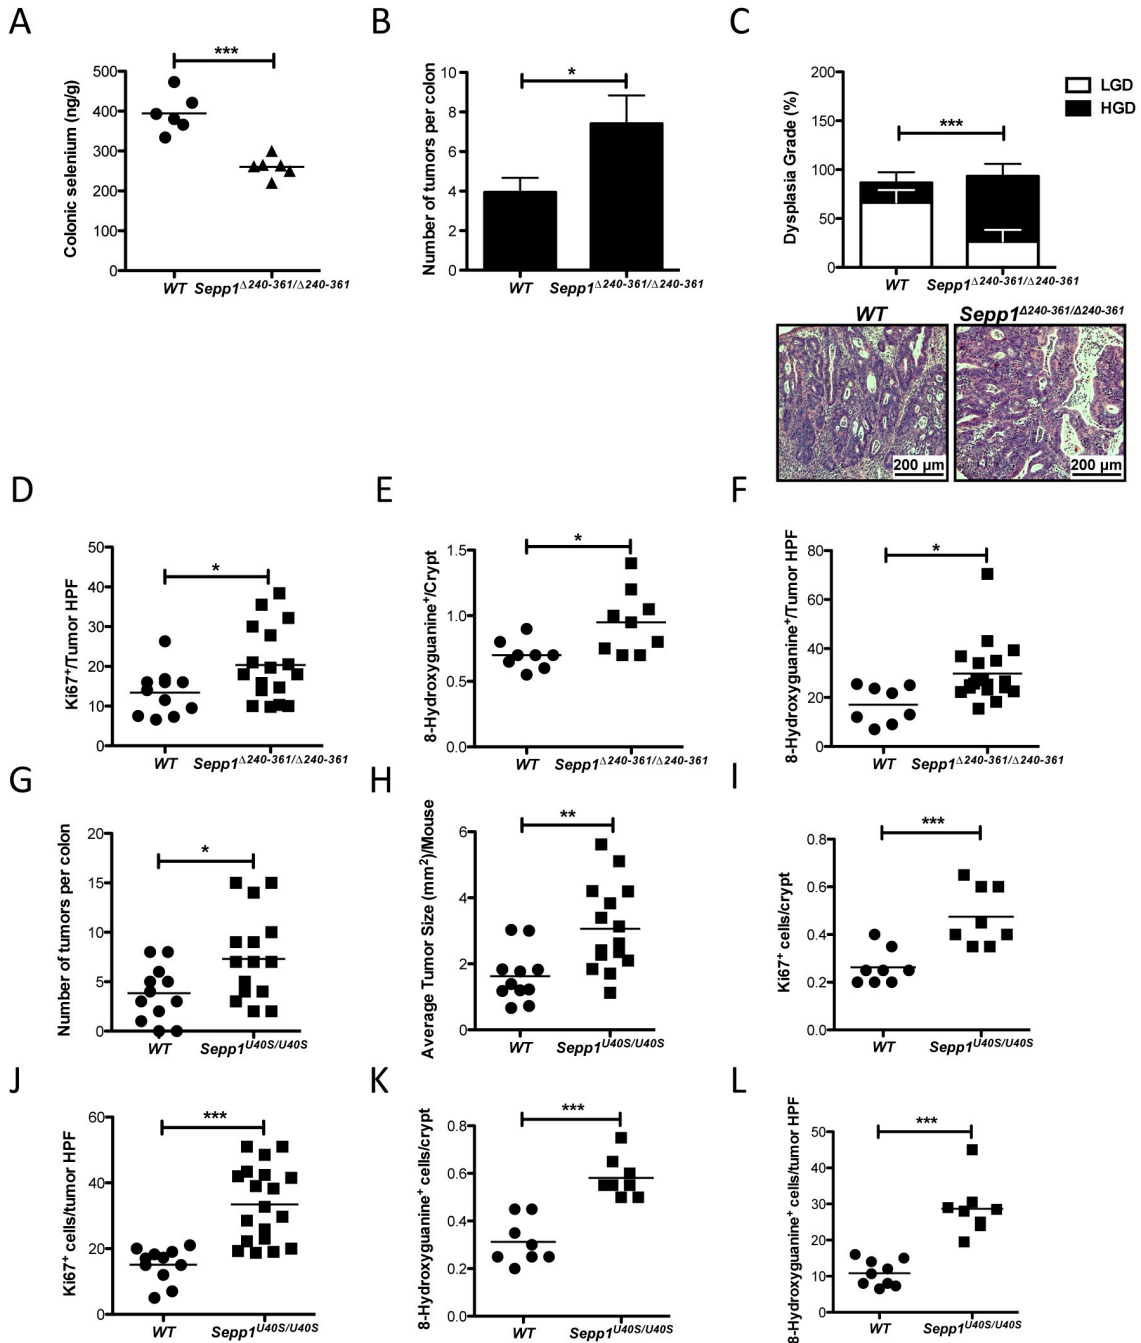 A
Colonic selenium (ng/g)
***
500
400
300
200
100
0
WT Sepp1Δ240-361/Δ240-361
B
Number of tumors per colon
*
10
8
6
4
2
0
WT Sepp1Δ240-361/Δ240-361
C
Dysplasia Grade (%)
***
200
150
100
50
0
LGD
HGD
WT Sepp1Δ240-361/Δ240-361
WT Sepp1Δ240-361/Δ240-361
200 µm
200 µm
D
Ki67+/Tumor HPF
*
50
40
30
20
10
0
WT Sepp1Δ240-361/Δ240-361
E
8-Hydroxyguanine+/Crypt
*
1.5
1.0
0.5
0.0
WT Sepp1Δ240-361/Δ240-361
F
8-Hydroxyguanine+/Tumor HPF
*
80
60
40
20
0
WT Sepp1Δ240-361/Δ240-361
G
Number of tumors per colon
*
20
15
10
5
0
WT Sepp1U40S/U40S
H
Average Tumor Size (mm2)/Mouse
**
6
4
2
0
WT Sepp1U40S/U40S
I
Ki67+ cells/crypt
***
0.8
0.6
0.4
0.2
0.0
WT Sepp1U40S/U40S
J
Ki67+ cells/tumor HPF
***
60
40
20
0
WT Sepp1U40S/U40S
K
8-Hydroxyguanine+ cells/crypt
***
0.8
0.6
0.4
0.2
0.0
WT Sepp1U40S/U40S
L
8-Hydroxyguanine+ cells/tumor HPF
***
50
40
30
20
10
0
WT Sepp1U40S/U40S